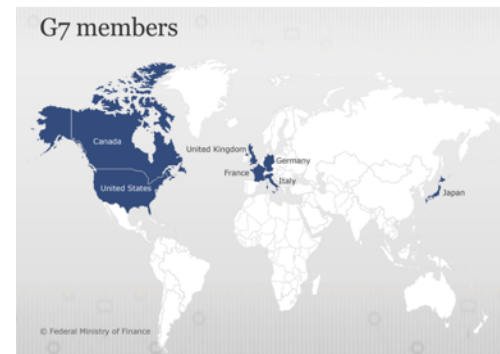 G7 members
Canada
United Kingdom
Germany
France
United States
Italy
Japan
© Federal Ministry of Finance